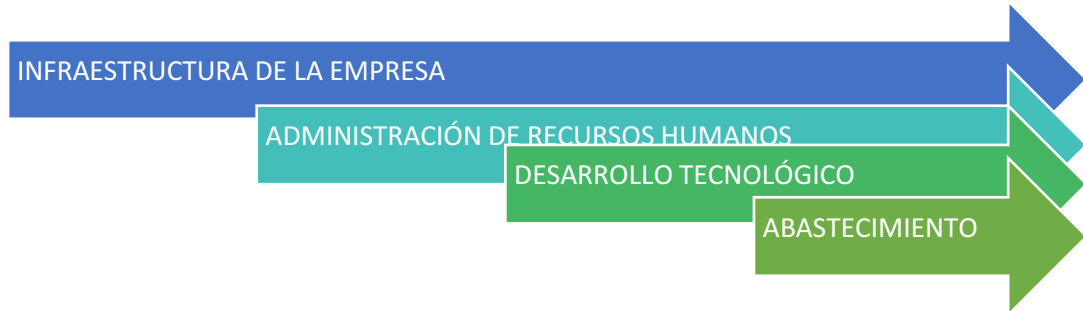 INFRAESTRUCTURA DE LA EMPRESA
ADMINISTRACIÓN DE RECURSOS HUMANOS
DESARROLLO TECNOLÓGICO
ABASTECIMIENTO